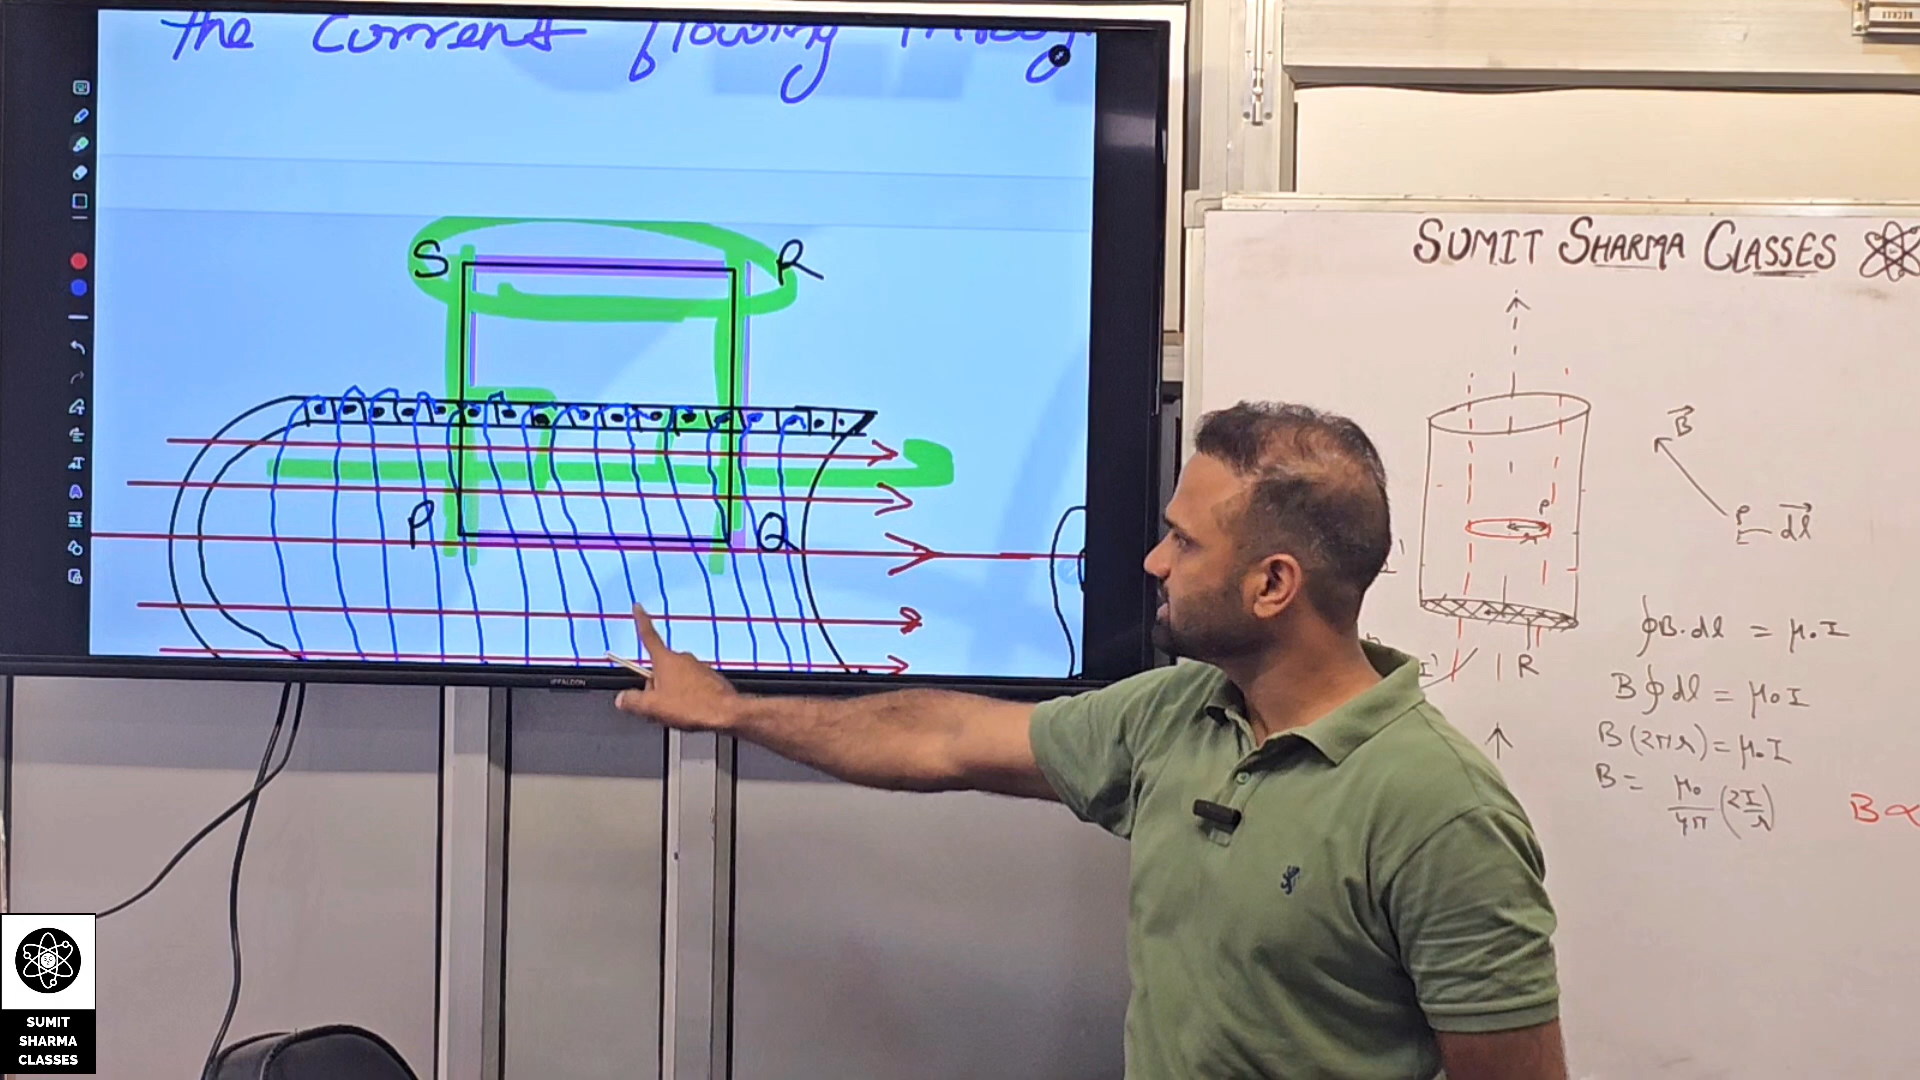 the current flowing
S
R
P
Q
IFFALCON
SUMIT SHARMA CLASSES
B⃗
P
dl⃗
P
r
R
I'
∮B.dl = μ₀I
B∮dl = μ₀I
B(2πr) = μ₀I
B = μ₀/4π (2I/r)
B ∝
SUMIT
SHARMA
CLASSES